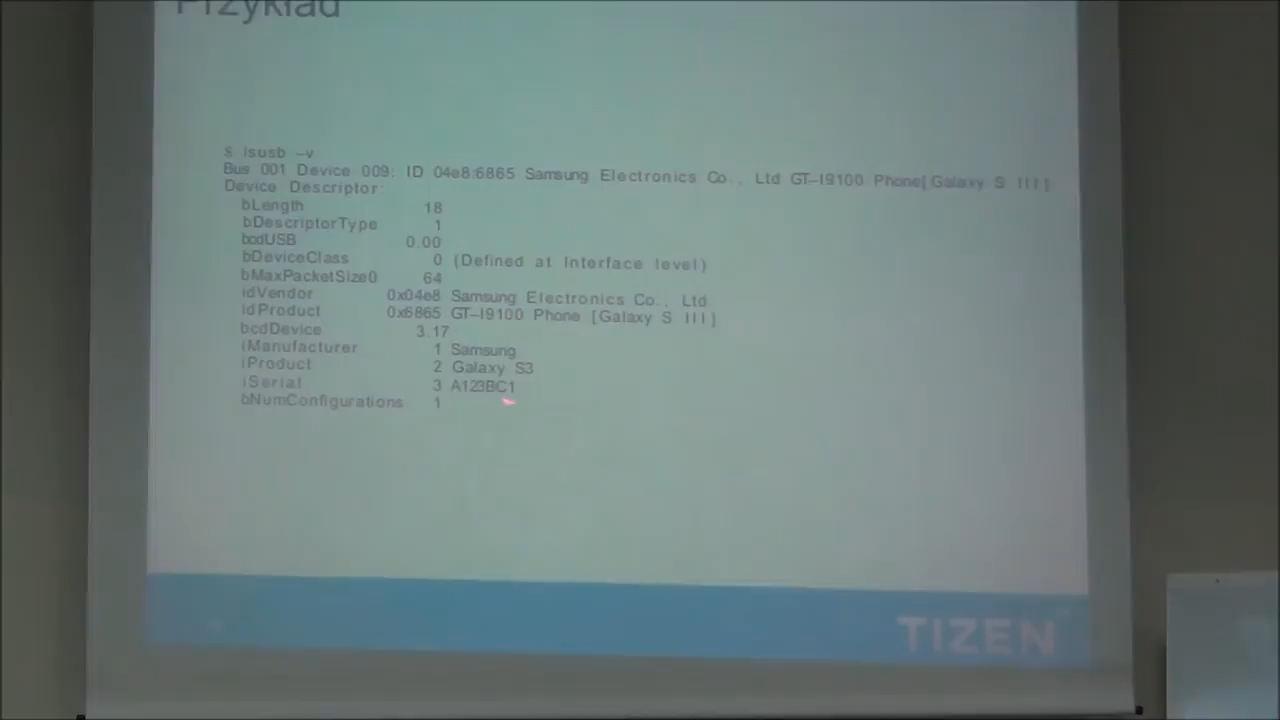 Przykład
$ lsusb –v
Bus 001 Device 009: ID 04e8:6865 Samsung Electronics Co., Ltd GT–I9100 Phone[Galaxy S III]
Device Descriptor:
bLength 18
bDescriptorType 1
bcdUSB 0.00
bDeviceClass 0 (Defined at Interface level)
bMaxPacketSize0 64
idVendor 0x04e8 Samsung Electronics Co., Ltd
idProduct 0x6865 GT–I9100 Phone [Galaxy S III]
bcdDevice 3.17
iManufacturer 1 Samsung
iProduct 2 Galaxy S3
iSerial 3 A123BC1
bNumConfigurations 1
TIZEN